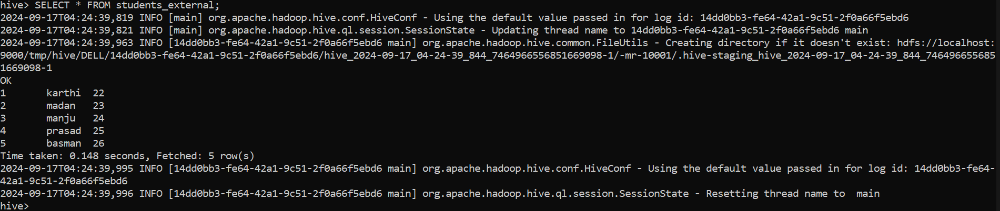 hive> SELECT * FROM students_external;
2024-09-17T04:24:39,819 INFO [main] org.apache.hadoop.hive.conf.HiveConf - Using the default value passed in for log id: 14dd0bb3-fe64-42a1-9c51-2f0a66f5ebd6
2024-09-17T04:24:39,821 INFO [main] org.apache.hadoop.hive.ql.session.SessionState - Updating thread name to 14dd0bb3-fe64-42a1-9c51-2f0a66f5ebd6 main
2024-09-17T04:24:39,963 INFO [14dd0bb3-fe64-42a1-9c51-2f0a66f5ebd6 main] org.apache.hadoop.hive.common.FileUtils - Creating directory if it doesn't exist: hdfs://localhost:
9000/tmp/hive/DELL/14dd0bb3-fe64-42a1-9c51-2f0a66f5ebd6/hive_2024-09-17_04-24-39_844_7464966556851669098-1/-mr-10001/.hive-staging_hive_2024-09-17_04-24-39_844_746496655685
1669098-1
OK
1       karthi  22
2       madan   23
3       manju   24
4       prasad  25
5       basman  26
Time taken: 0.148 seconds, Fetched: 5 row(s)
2024-09-17T04:24:39,995 INFO [14dd0bb3-fe64-42a1-9c51-2f0a66f5ebd6 main] org.apache.hadoop.hive.conf.HiveConf - Using the default value passed in for log id: 14dd0bb3-fe64-
42a1-9c51-2f0a66f5ebd6
2024-09-17T04:24:39,996 INFO [14dd0bb3-fe64-42a1-9c51-2f0a66f5ebd6 main] org.apache.hadoop.hive.ql.session.SessionState - Resetting thread name to  main
hive>